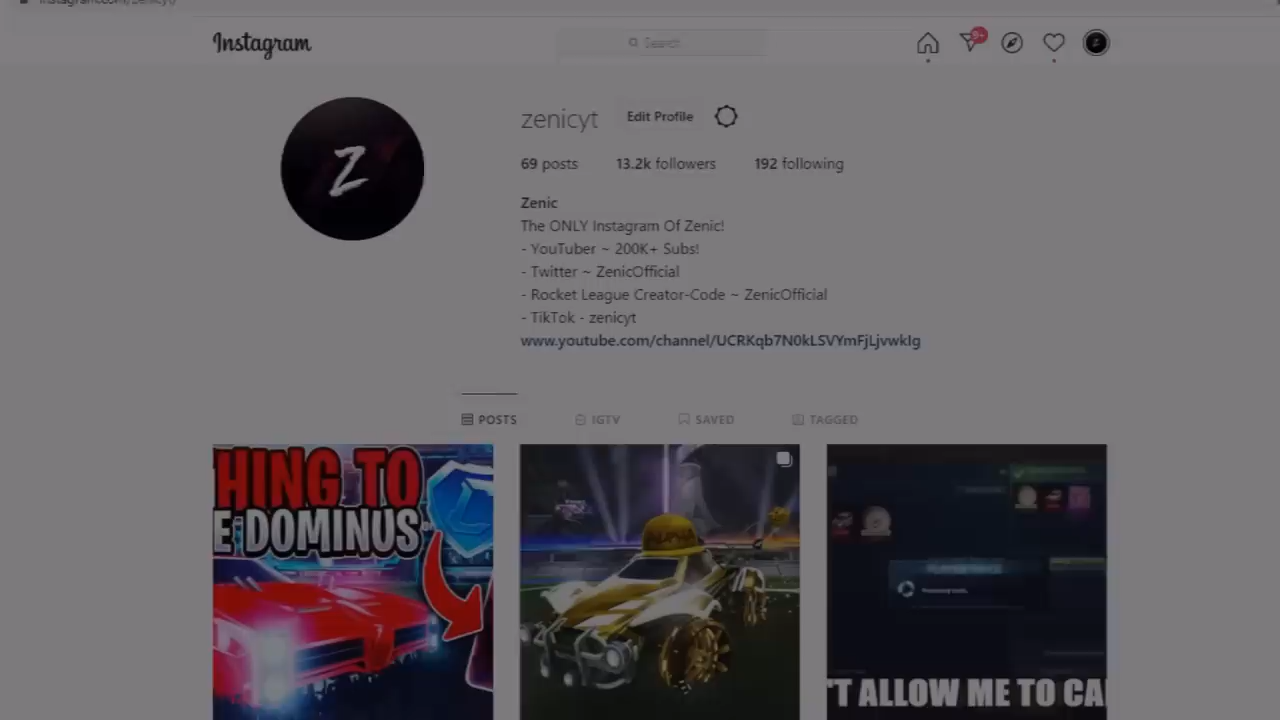 Instagram
Search
9+
zenicyt
Edit Profile
69 posts
13.2k followers
192 following
Zenic
The ONLY Instagram Of Zenic!
- YouTuber ~ 200K+ Subs!
- Twitter ~ ZenicOfficial
- Rocket League Creator-Code ~ ZenicOfficial
- TikTok - zenicyt
www.youtube.com/channel/UCRKqb7N0kLSVYmFjLjvwkIg
POSTS
IGTV
SAVED
TAGGED
HING TO
E DOMINUS
'T ALLOW ME TO CA